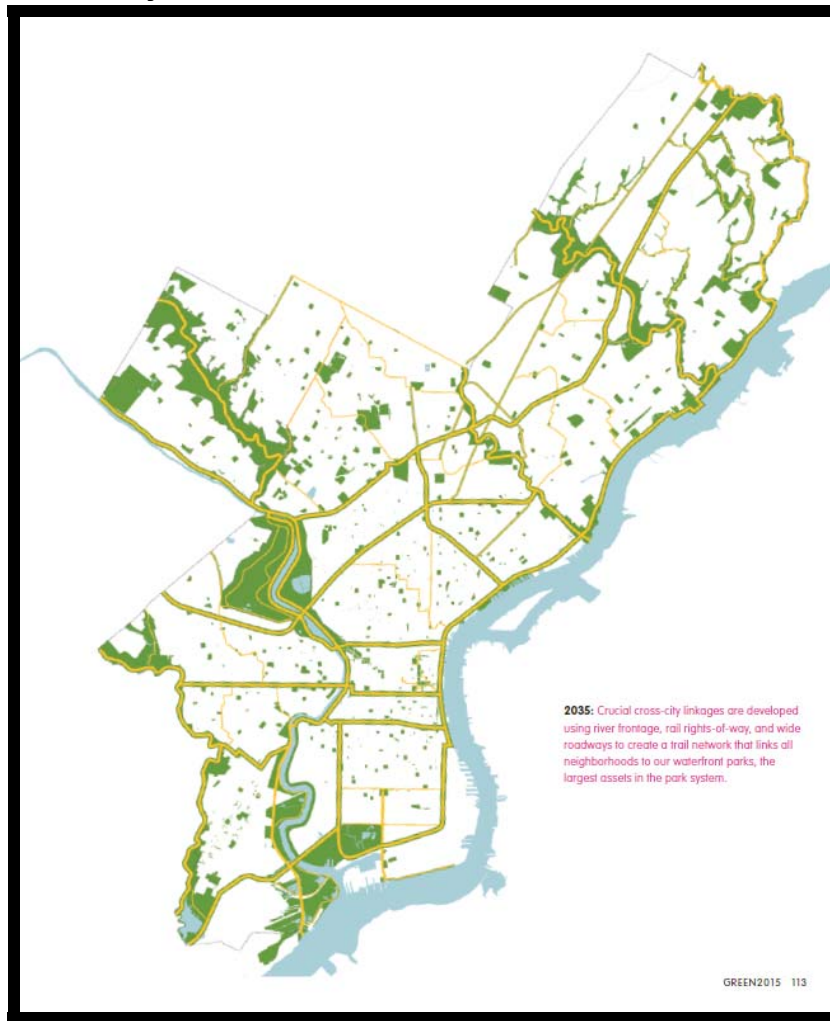 2035: Crucial cross-city linkages are developed
using river frontage, rail rights-of-way, and wide
roadways to create a trail network that links all
neighborhoods to our waterfront parks, the
largest assets in the park system.
GREEN2015 113